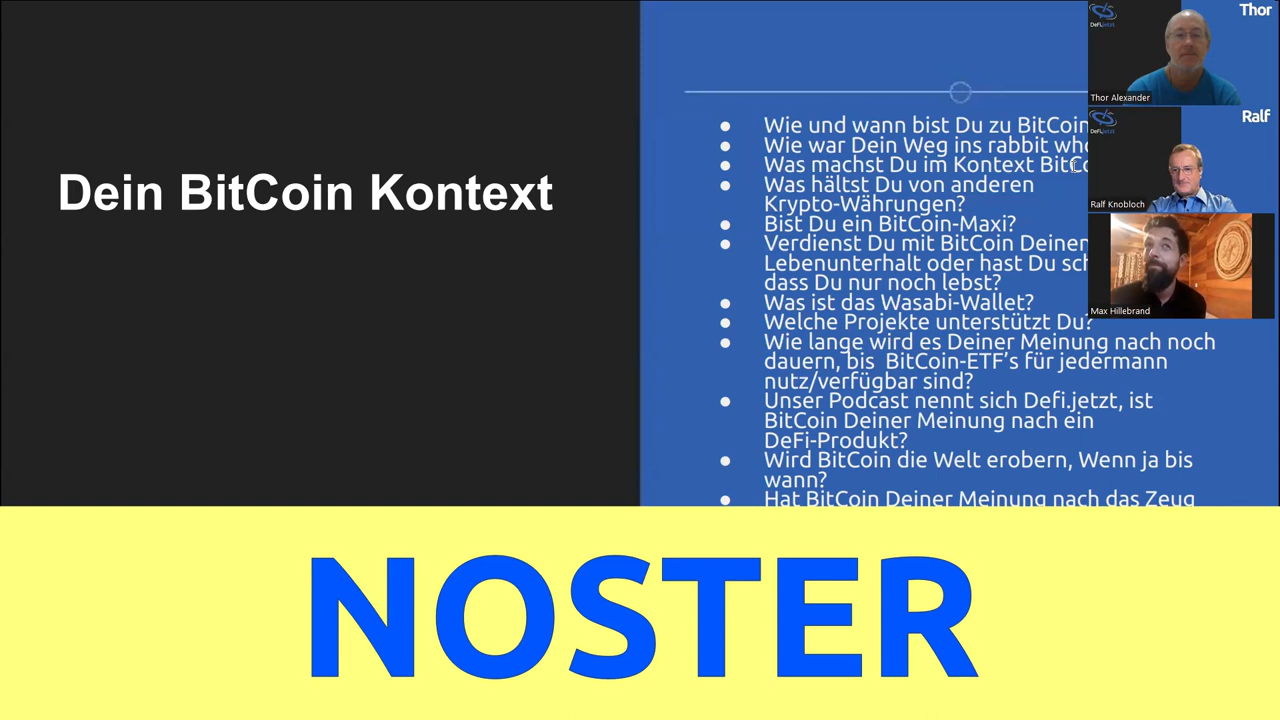 Dein BitCoin Kontext
Wie und wann bist Du zu BitCoin
Wie war Dein Weg ins rabbit
Was machst Du im Kontext
Was hältst Du von anderen
Krypto-Währungen?
Bist Du ein BitCoin-Maxi?
Verdienst Du mit BitCoin Deinen
Lebenunterhalt oder hast Du
dass Du nur noch lebst?
Was ist das Wasabi-Wallet?
Welche Projekte unterstützt Du?
Wie lange wird es Deiner Meinung nach noch
dauern, bis BitCoin-ETF's für jedermann
nutz/verfügbar sind?
Unser Podcast nennt sich Defi.jetzt, ist
BitCoin Deiner Meinung nach ein
DeFi-Produkt?
Wird BitCoin die Welt erobern, Wenn ja bis
wann?
Hat BitCoin Deiner Meinung nach das Zeug
Thor
DeFi.jetzt
Thor Alexander
Ralf
DeFi.jetzt
Ralf Knobloch
Max Hillebrand
NOSTER